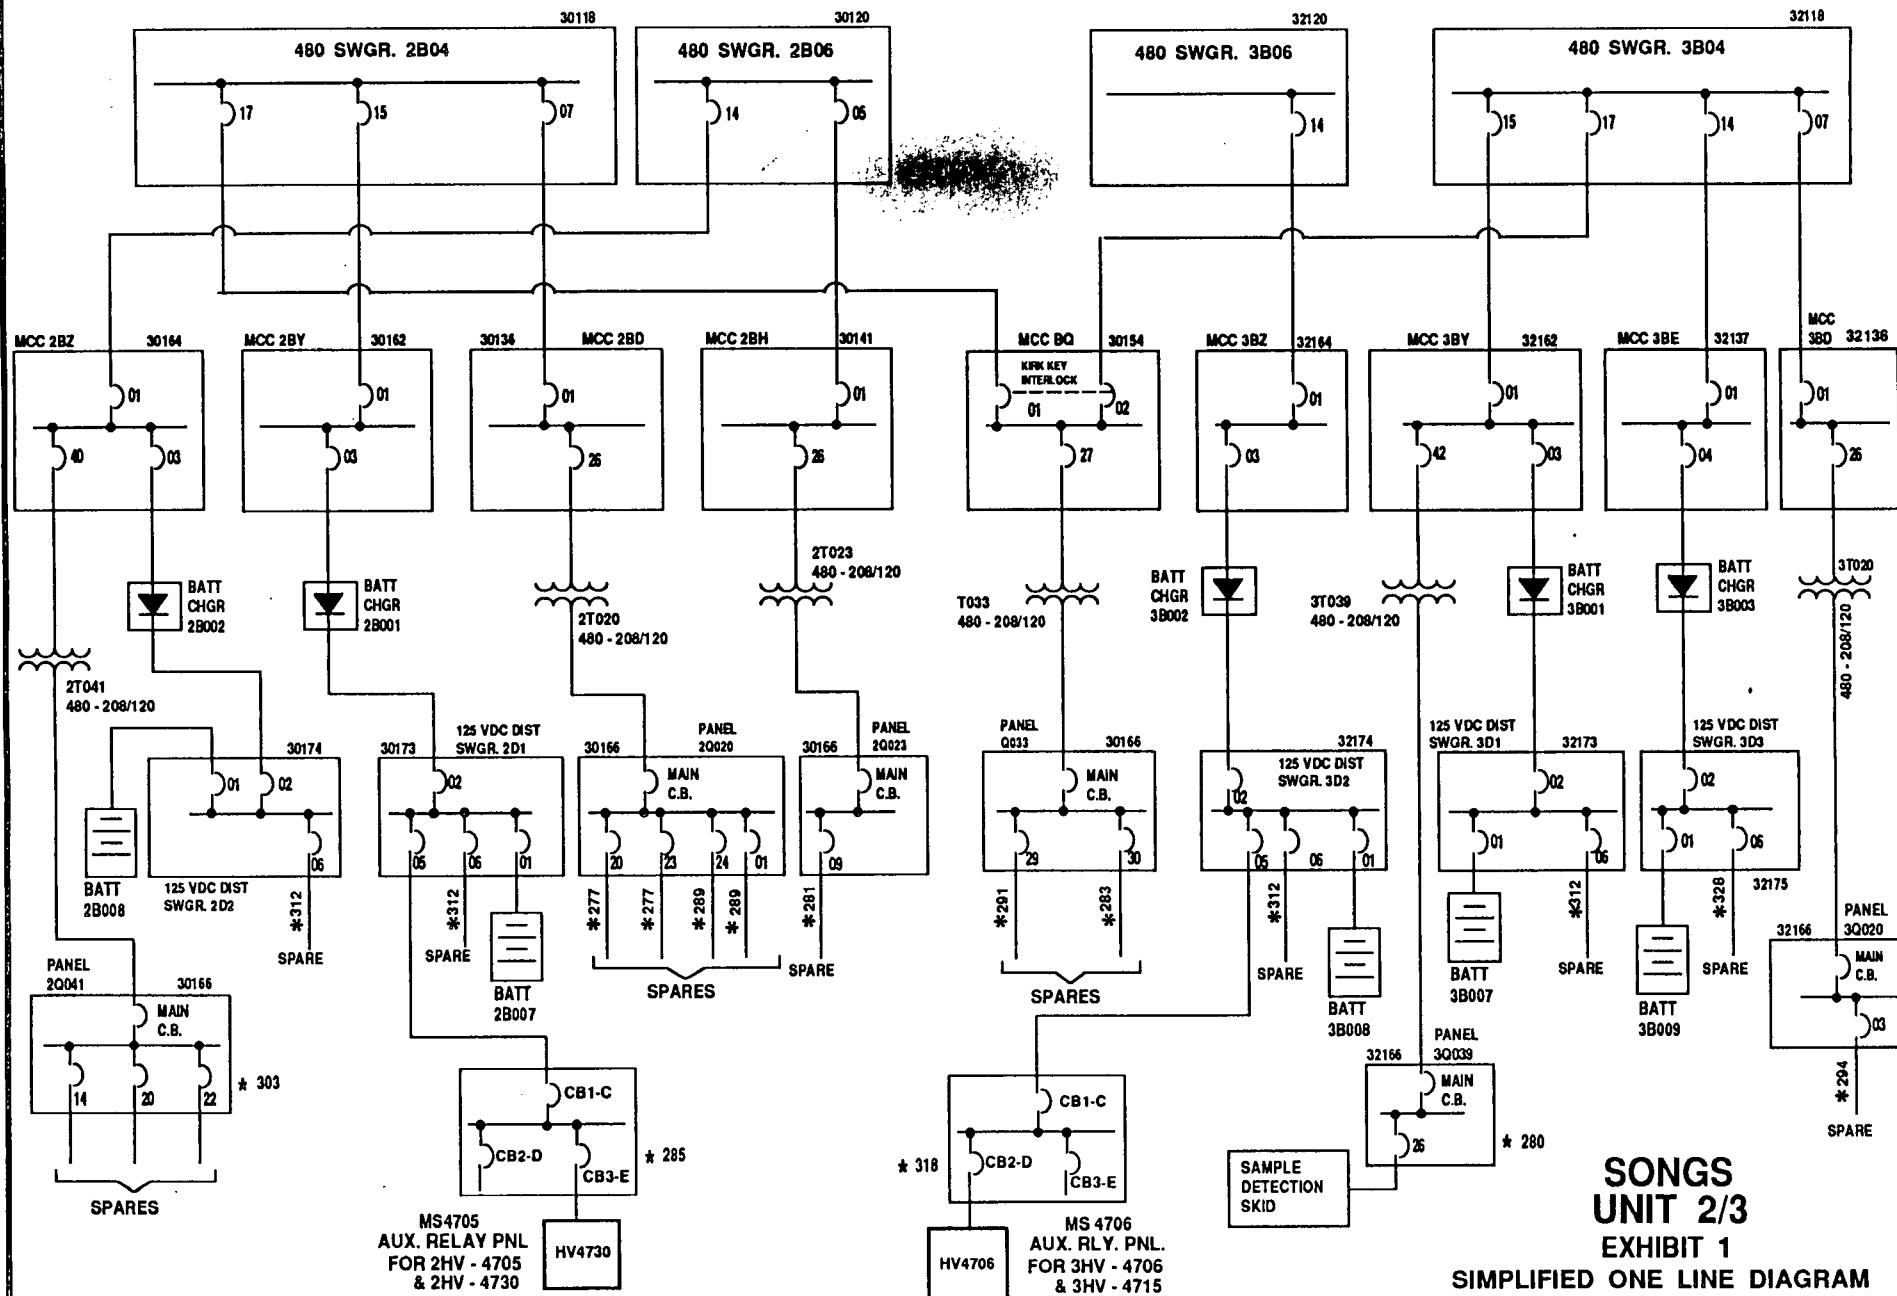 30118
30120
32120
32118
480 SWGR. 2B04
480 SWGR. 2B06
480 SWGR. 3B06
480 SWGR. 3B04
17
15
07
14
05
14
15
17
14
07
MCC 2BZ
30164
MCC 2BY
30162
30134
MCC 2BD
MCC 2BH
30141
MCC BQ
30154
MCC 3BZ
32164
MCC 3BY
32162
MCC 3BE
32137
MCC
3BD
32136
KIRK KEY
INTERLOCK
01
01
01
01
01
02
01
01
01
01
40
03
03
26
26
27
03
42
03
04
26
BATT
CHGR
2B002
BATT
CHGR
2B001
2T020
480 - 208/120
2T023
480 - 208/120
T033
480 - 208/120
BATT
CHGR
3B002
3T039
480 - 208/120
BATT
CHGR
3B001
BATT
CHGR
3B003
3T020
480 - 208/120
2T041
480 - 208/120
30174
01
02
06
125 VDC DIST
SWGR. 2D2
BATT
2B008
*312
SPARE
30173
125 VDC DIST
SWGR. 2D1
02
05
06
01
*312
SPARE
BATT
2B007
30166
PANEL
2Q020
MAIN
C.B.
20
23
24
01
*277
*277
*289
*289
SPARES
30166
PANEL
2Q023
MAIN
C.B.
09
*281
SPARE
PANEL
Q033
30166
MAIN
C.B.
29
30
*291
*283
SPARES
32174
125 VDC DIST
SWGR. 3D2
02
05
06
01
*312
SPARE
BATT
3B008
125 VDC DIST
SWGR. 3D1
32173
02
01
06
BATT
3B007
*312
SPARE
125 VDC DIST
SWGR. 3D3
02
01
06
32175
BATT
3B009
*328
SPARE
32166
PANEL
3Q020
MAIN
C.B.
03
*294
SPARE
PANEL
2Q041
30166
MAIN
C.B.
14
20
22
* 303
SPARES
CB1-C
CB2-D
CB3-E
* 285
MS4705
AUX. RELAY PNL
FOR 2HV - 4705
& 2HV - 4730
HV4730
CB1-C
CB2-D
CB3-E
* 318
HV4706
MS 4706
AUX. RLY. PNL.
FOR 3HV - 4706
& 3HV - 4715
32166
PANEL
3Q039
MAIN
C.B.
26
* 280
SAMPLE
DETECTION
SKID
SONGS
UNIT 2/3
EXHIBIT 1
SIMPLIFIED ONE LINE DIAGRAM